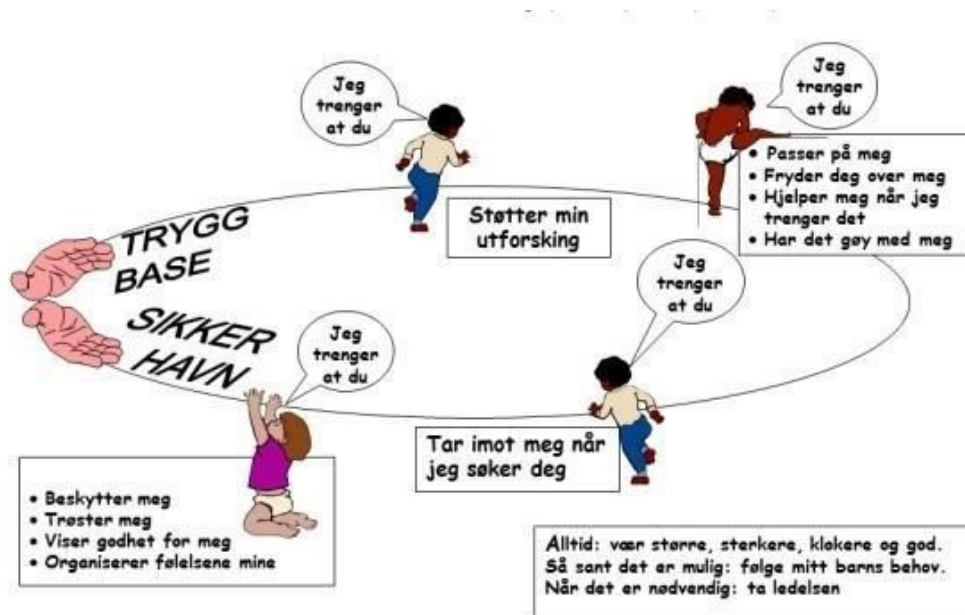 Jeg
trenger
at du
Jeg
trenger
at du
• Passer på meg
• Fryder deg over meg
• Hjelper meg når jeg
trenger det
• Har det gøy med meg
Støtter min
utforsking
TRYGG
BASE
SIKKER
HAVN
Jeg
trenger
at du
Jeg
trenger
at du
Tar imot meg når
jeg søker deg
• Beskytter meg
• Trøster meg
• Viser godhet for meg
• Organiserer følelsene mine
Alltid: vær større, sterkere, klokere og god.
Så sant det er mulig: følge mitt barns behov.
Når det er nødvendig: ta ledelsen